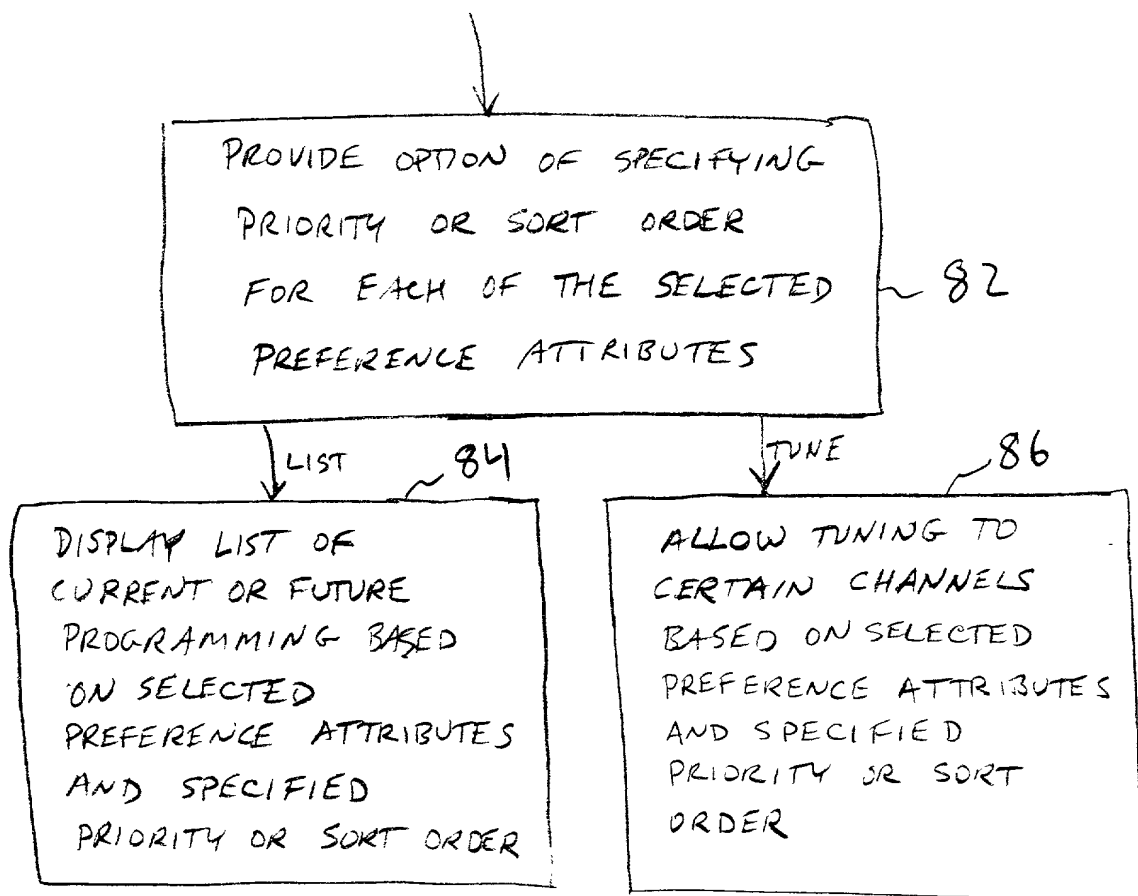 PROVIDE OPTION OF SPECIFYING
PRIORITY OR SORT ORDER
FOR EACH OF THE SELECTED
PREFERENCE ATTRIBUTES
82
LIST
84
DISPLAY LIST OF
CURRENT OR FUTURE
PROGRAMMING BASED
ON SELECTED
PREFERENCE ATTRIBUTES
AND SPECIFIED
PRIORITY OR SORT ORDER
TUNE
86
ALLOW TUNING TO
CERTAIN CHANNELS
BASED ON SELECTED
PREFERENCE ATTRIBUTES
AND SPECIFIED
PRIORITY OR SORT
ORDER